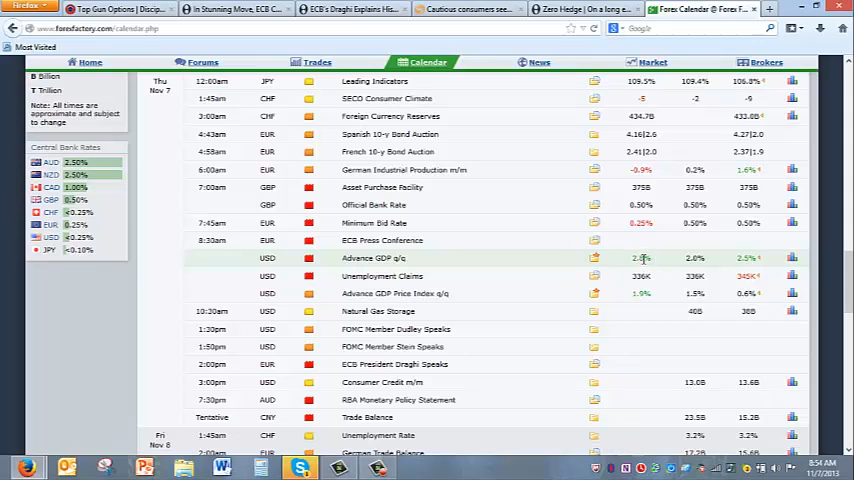 Firefox
Top Gun Options | Discip...
In Stunning Move, ECB C...
ECB's Draghi Explains His...
Cautious consumers see...
Zero Hedge | On a long e...
Forex Calendar @ Forex F...
www.forexfactory.com/calendar.php
Google
Most Visited
Home Forums Trades Calendar News Market Brokers
B Billion
T Trillion
Note: All times are
approximate and subject
to change
Central Bank Rates
AUD 2.50%
NZD 2.50%
CAD 1.00%
GBP 0.50%
CHF <0.25%
EUR 0.25%
USD <0.25%
JPY <0.10%
Thu
Nov 7
12:00am JPY Leading Indicators 109.5% 109.4% 106.8%
1:45am CHF SECO Consumer Climate -5 -2 -9
3:00am CHF Foreign Currency Reserves 434.7B 433.0B
4:43am EUR Spanish 10-y Bond Auction 4.16|2.6 4.27|2.0
4:58am EUR French 10-y Bond Auction 2.41|2.0 2.37|1.9
6:00am EUR German Industrial Production m/m -0.9% 0.2% 1.6%
7:00am GBP Asset Purchase Facility 375B 375B 375B
GBP Official Bank Rate 0.50% 0.50% 0.50%
7:45am EUR Minimum Bid Rate 0.25% 0.50% 0.50%
8:30am EUR ECB Press Conference
USD Advance GDP q/q 2.0% 2.5%
USD Unemployment Claims 336K 336K 345K
USD Advance GDP Price Index q/q 1.9% 1.5% 0.6%
10:30am USD Natural Gas Storage 40B 38B
1:30pm USD FOMC Member Dudley Speaks
1:50pm USD FOMC Member Stein Speaks
2:00pm EUR ECB President Draghi Speaks
3:00pm USD Consumer Credit m/m 13.0B 13.6B
7:30pm AUD RBA Monetary Policy Statement
Tentative CNY Trade Balance 23.5B 15.2B
Fri
Nov 8
1:45am CHF Unemployment Rate 3.2% 3.2%
2:00am EUR German Trade Balance 17.2B
8:54 AM
11/7/2013